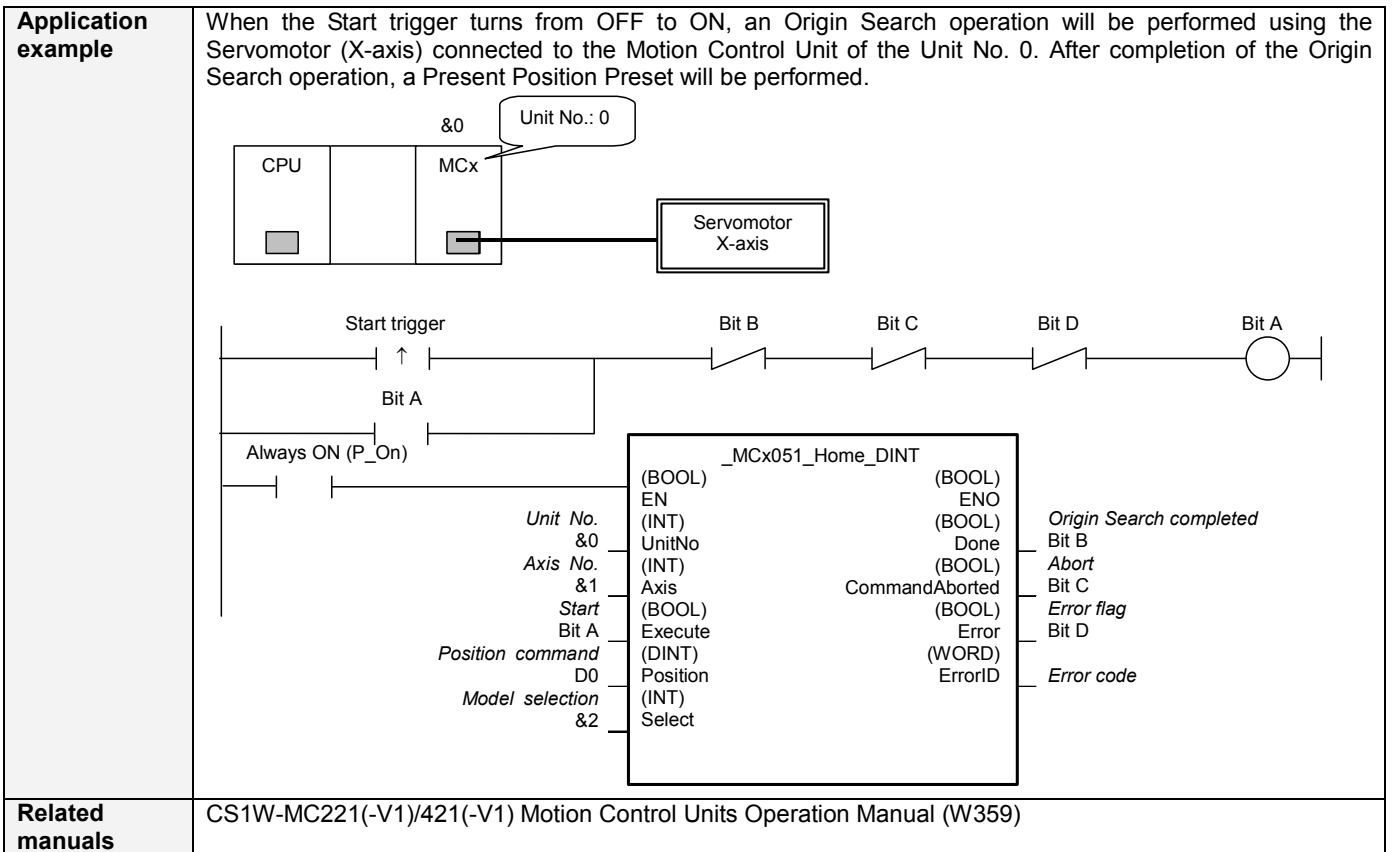 Application example
When the Start trigger turns from OFF to ON, an Origin Search operation will be performed using the
Servomotor (X-axis) connected to the Motion Control Unit of the Unit No. 0. After completion of the Origin
Search operation, a Present Position Preset will be performed.
&0
Unit No.: 0
CPU
MCx
Servomotor
X-axis
Start trigger
Bit B
Bit C
Bit D
Bit A
↑
Bit A
Always ON (P_On)
_MCx051_Home_DINT
(BOOL)
EN
(BOOL)
ENO
Unit No.
&0
(INT)
UnitNo
(BOOL)
Done
Origin Search completed
Bit B
Axis No.
&1
(INT)
Axis
(BOOL)
CommandAborted
Abort
Bit C
Start
Bit A
(BOOL)
Execute
(BOOL)
Error
Error flag
Bit D
Position command
D0
(DINT)
Position
(WORD)
ErrorID
Error code
Model selection
&2
(INT)
Select
Related manuals
CS1W-MC221(-V1)/421(-V1) Motion Control Units Operation Manual (W359)